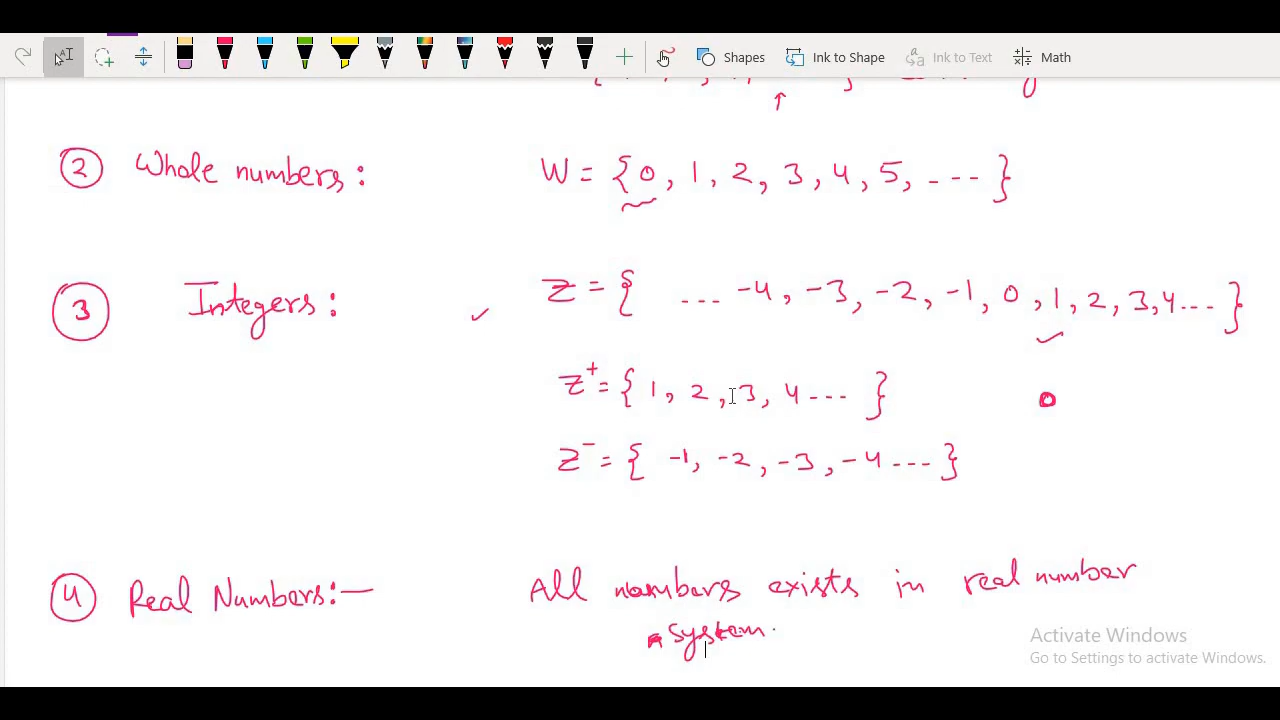 Shapes Ink to Shape Ink to Text Math
2 Whole numbers: W = {0, 1, 2, 3, 4, 5, - --- }
3 Integers: Z = { ... -4, -3, -2, -1, 0, 1, 2, 3, 4... }
Z⁺ = { 1, 2, 3, 4 ... } 0
Z⁻ = { -1, -2, -3, -4 ... }
4 Real Numbers:— All nombers exists in real number
system.
Activate Windows
Go to Settings to activate Windows.